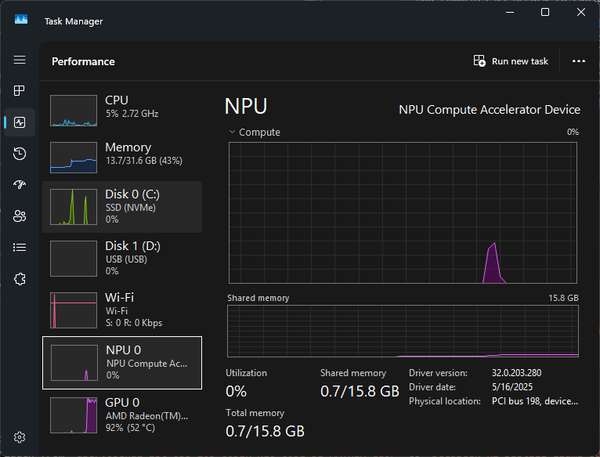 Task Manager
Performance
Run new task
CPU
5% 2.72 GHz
Memory
13.7/31.6 GB (43%)
Disk 0 (C:)
SSD (NVMe)
0%
Disk 1 (D:)
USB (USB)
0%
Wi-Fi
Wi-Fi
S: 0 R: 0 Kbps
NPU 0
NPU Compute Ac...
0%
GPU 0
AMD Radeon(TM)...
92% (52 °C)
NPU
NPU Compute Accelerator Device
Compute
0%
Shared memory
15.8 GB
Utilization
0%
Shared memory
0.7/15.8 GB
Total memory
0.7/15.8 GB
Driver version: 32.0.203.280
Driver date: 5/16/2025
Physical location: PCI bus 198, device...